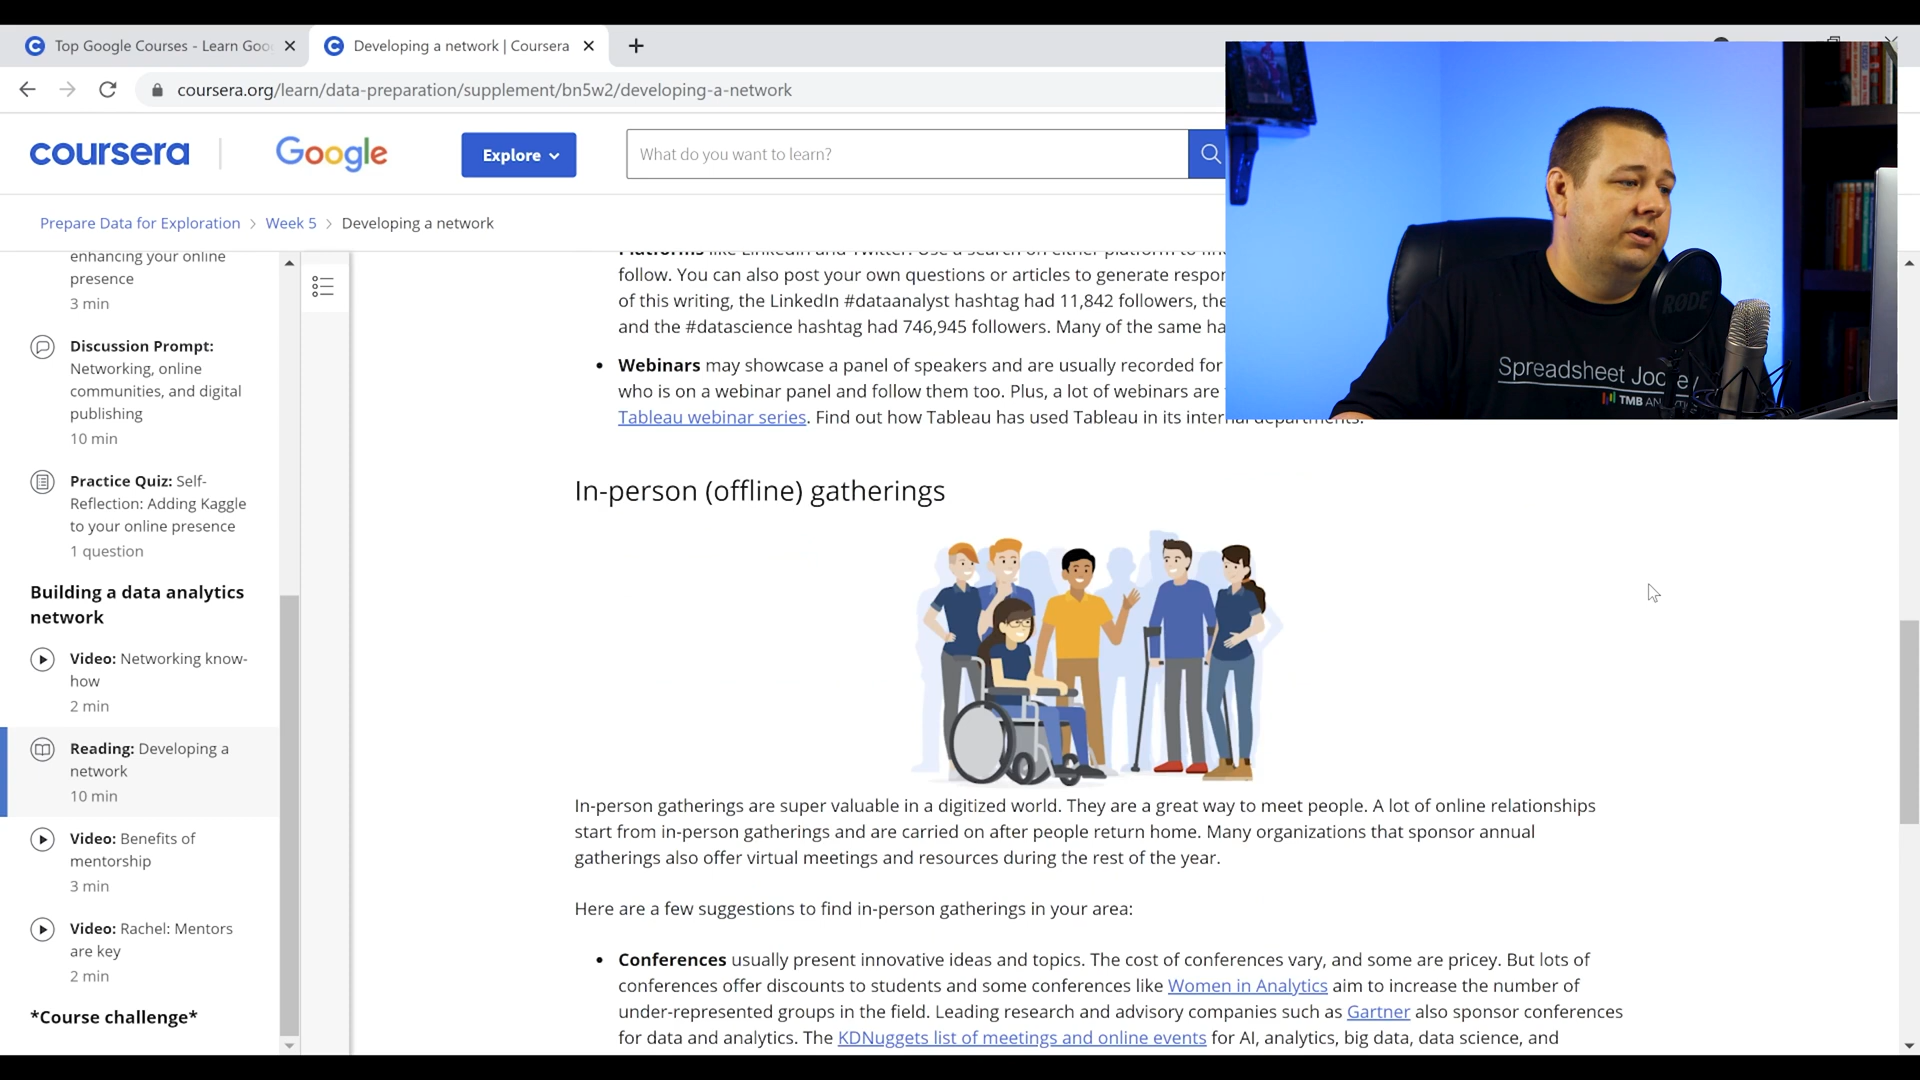 Top Google Courses - Learn Goo
Developing a network | Coursera
coursera.org/learn/data-preparation/supplement/bn5w2/developing-a-network
coursera
Google
Explore
What do you want to learn?
Prepare Data for Exploration > Week 5 > Developing a network
enhancing your online
presence
3 min
Discussion Prompt:
Networking, online
communities, and digital
publishing
10 min
Practice Quiz: Self-
Reflection: Adding Kaggle
to your online presence
1 question
Building a data analytics
network
Video: Networking know-
how
2 min
Reading: Developing a
network
10 min
Video: Benefits of
mentorship
3 min
Video: Rachel: Mentors
are key
2 min
*Course challenge*
follow. You can also post your own questions or articles to generate respor
of this writing, the LinkedIn #dataanalyst hashtag had 11,842 followers, the
and the #datascience hashtag had 746,945 followers. Many of the same ha
• Webinars may showcase a panel of speakers and are usually recorded for
who is on a webinar panel and follow them too. Plus, a lot of webinars are
Tableau webinar series. Find out how Tableau has used Tableau in its internal departments.
In-person (offline) gatherings
In-person gatherings are super valuable in a digitized world. They are a great way to meet people. A lot of online relationships
start from in-person gatherings and are carried on after people return home. Many organizations that sponsor annual
gatherings also offer virtual meetings and resources during the rest of the year.
Here are a few suggestions to find in-person gatherings in your area:
• Conferences usually present innovative ideas and topics. The cost of conferences vary, and some are pricey. But lots of
conferences offer discounts to students and some conferences like Women in Analytics aim to increase the number of
under-represented groups in the field. Leading research and advisory companies such as Gartner also sponsor conferences
for data and analytics. The KDNuggets list of meetings and online events for AI, analytics, big data, data science, and
RØDE
Spreadsheet
TMB